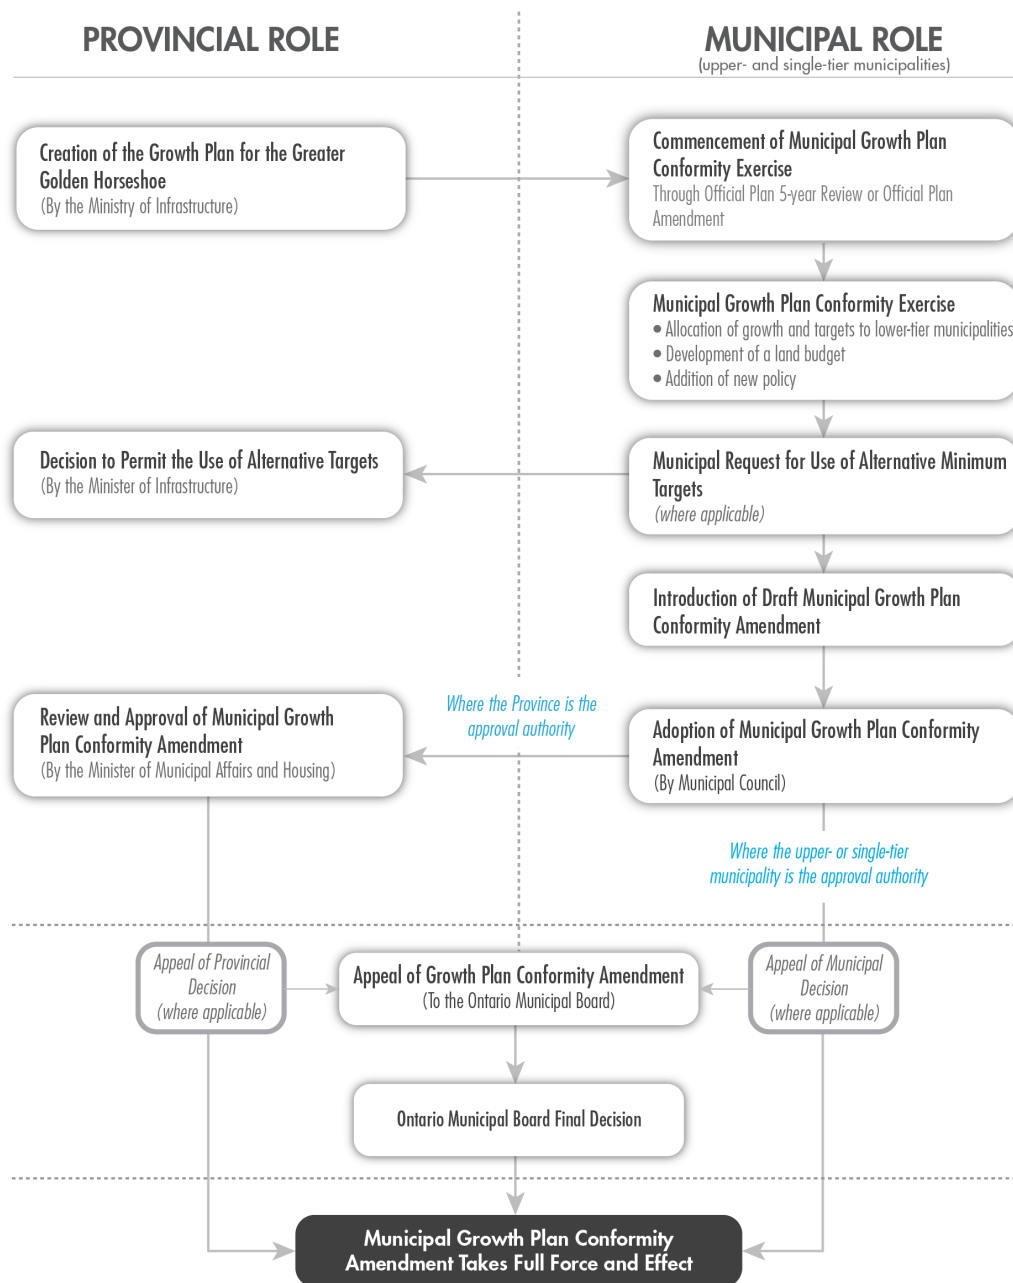 PROVINCIAL ROLE
MUNICIPAL ROLE
(upper- and single-tier municipalities)
Creation of the Growth Plan for the Greater
Golden Horseshoe
(By the Ministry of Infrastructure)
Commencement of Municipal Growth Plan
Conformity Exercise
Through Official Plan 5-year Review or Official Plan
Amendment
Municipal Growth Plan Conformity Exercise
• Allocation of growth and targets to lower-tier municipalities
• Development of a land budget
• Addition of new policy
Decision to Permit the Use of Alternative Targets
(By the Minister of Infrastructure)
Municipal Request for Use of Alternative Minimum
Targets
(where applicable)
Introduction of Draft Municipal Growth Plan
Conformity Amendment
Review and Approval of Municipal Growth
Plan Conformity Amendment
(By the Minister of Municipal Affairs and Housing)
Where the Province is the
approval authority
Adoption of Municipal Growth Plan Conformity
Amendment
(By Municipal Council)
Where the upper- or single-tier
municipality is the approval authority
Appeal of Provincial
Decision
(where applicable)
Appeal of Growth Plan Conformity Amendment
(To the Ontario Municipal Board)
Appeal of Municipal
Decision
(where applicable)
Ontario Municipal Board Final Decision
Municipal Growth Plan Conformity
Amendment Takes Full Force and Effect